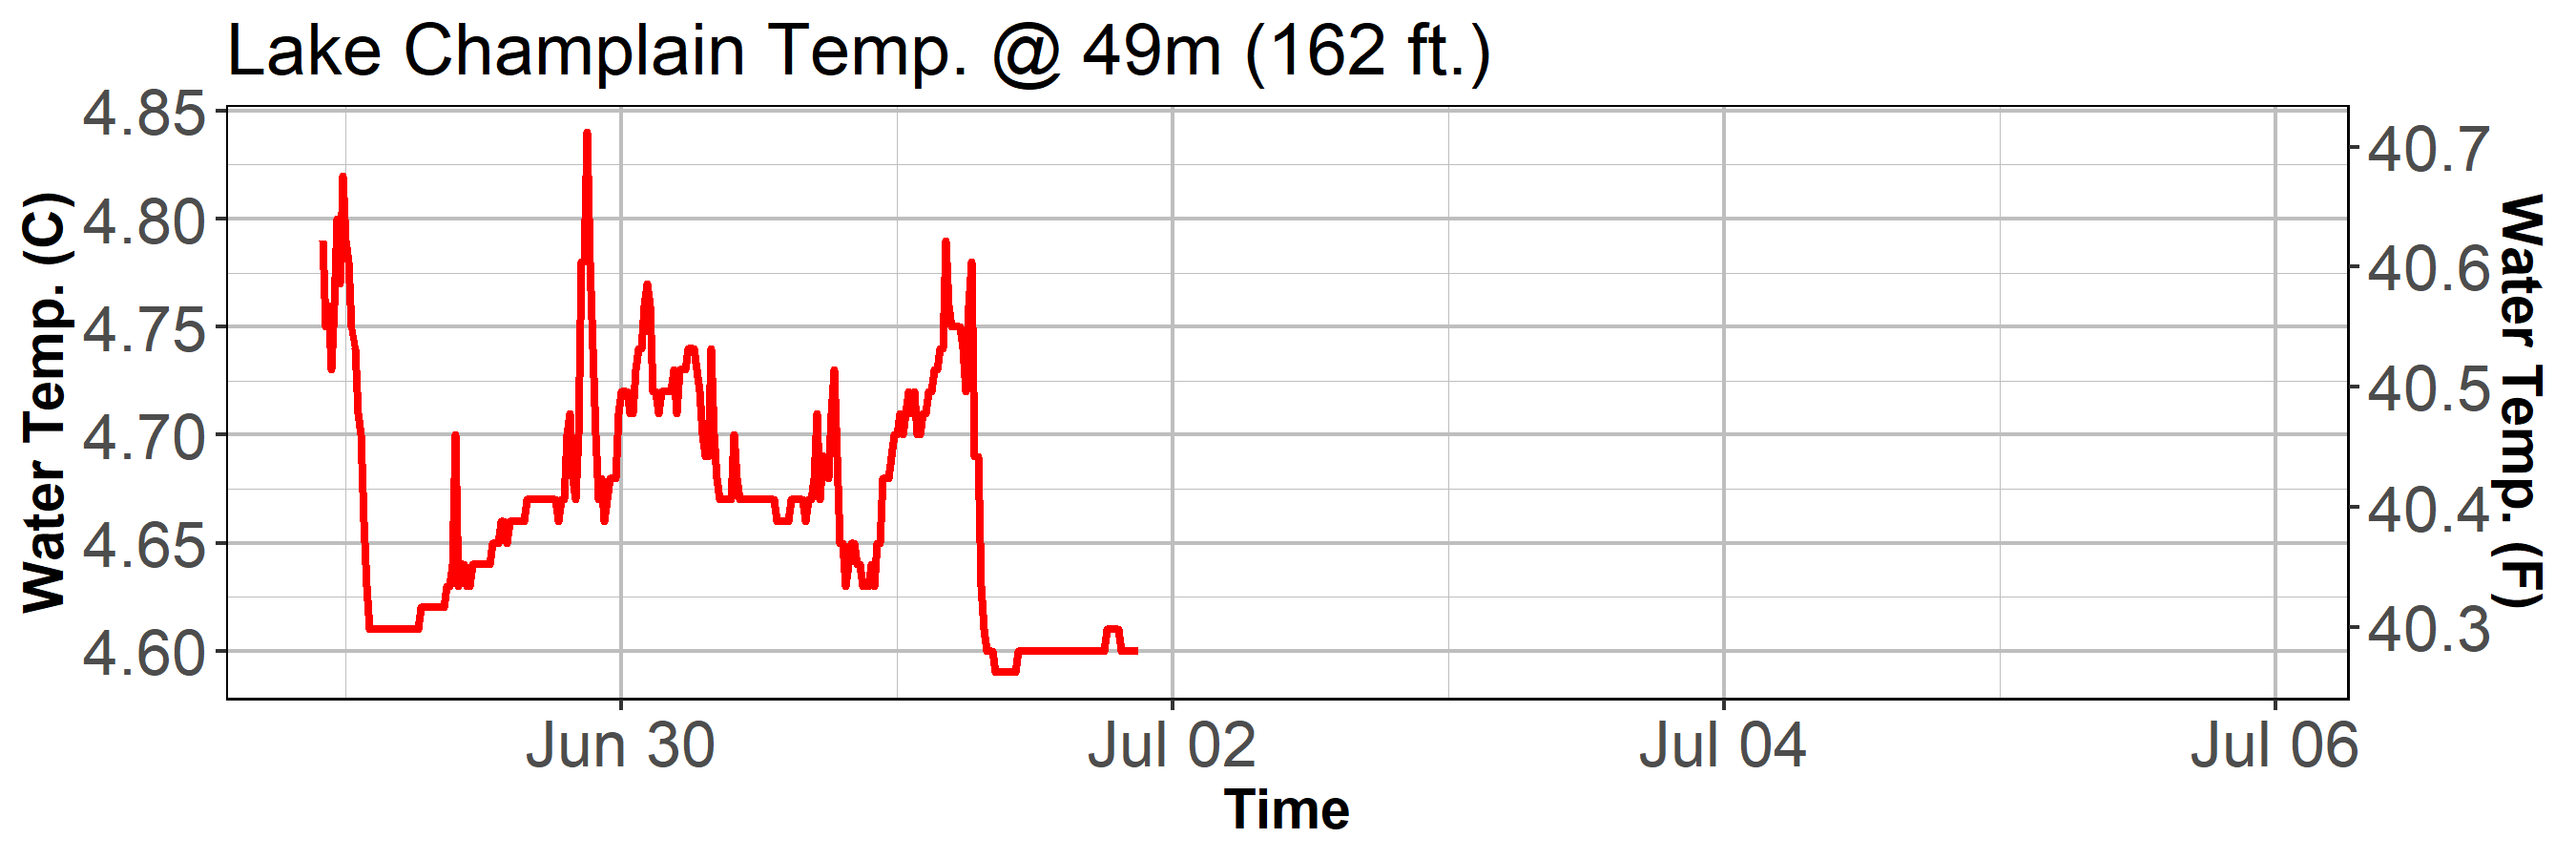 Lake Champlain Temp. @ 49m (162 ft.)
Water Temp. (C)
4.85
4.80
4.75
4.70
4.65
4.60
40.7
40.6
40.5
40.4
40.3
Water Temp. (F)
Jun 30
Jul 02
Jul 04
Jul 06
Time